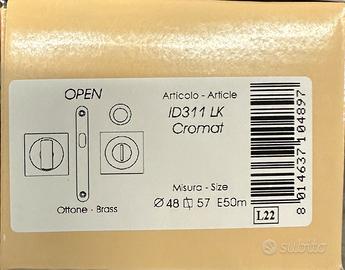 OPEN
Articolo - Article
ID311 LK
Cromat
Misura - Size
Ø 48 57 E50m
Ottone - Brass
L22
8 014637 104897
subito